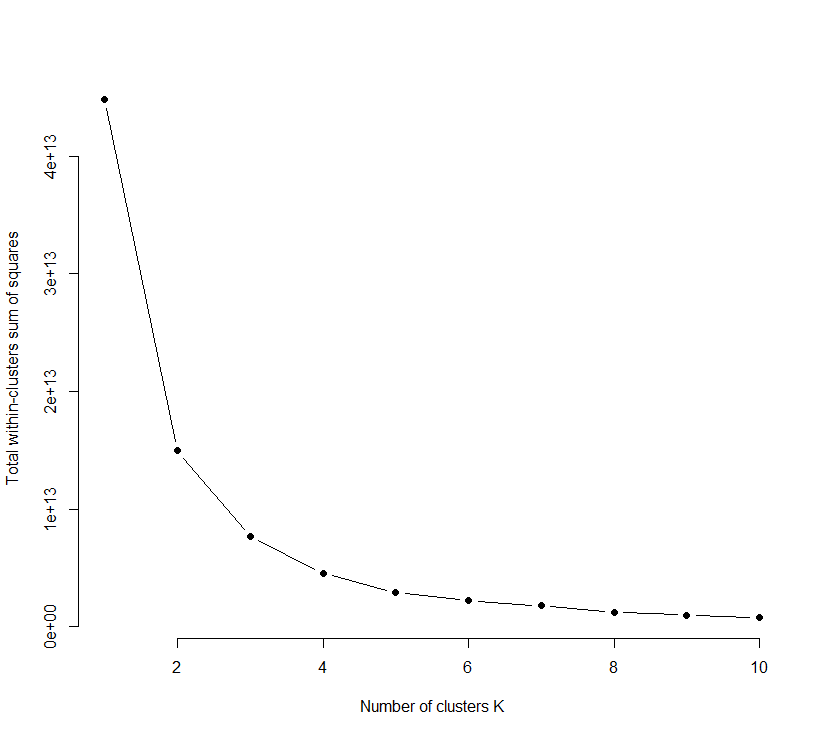 Total within-clusters sum of squares
4e+13
3e+13
2e+13
1e+13
0e+00
2 4 6 8 10
Number of clusters K